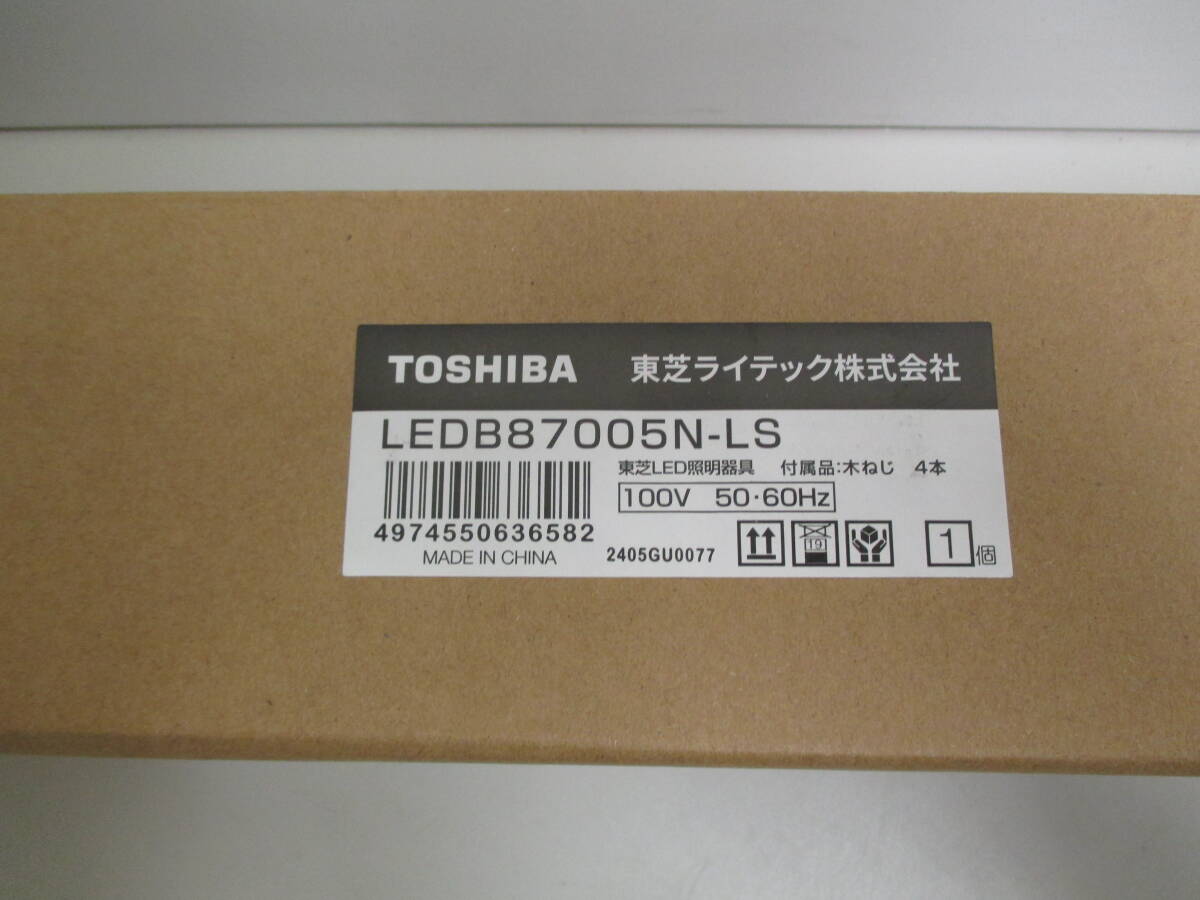 TOSHIBA 東芝ライテック株式会社
LEDB87005N-LS
東芝LED照明器具 付属品:木ねじ 4本
100V 50・60Hz
4974550636582
MADE IN CHINA
2405GU0077
19
1個